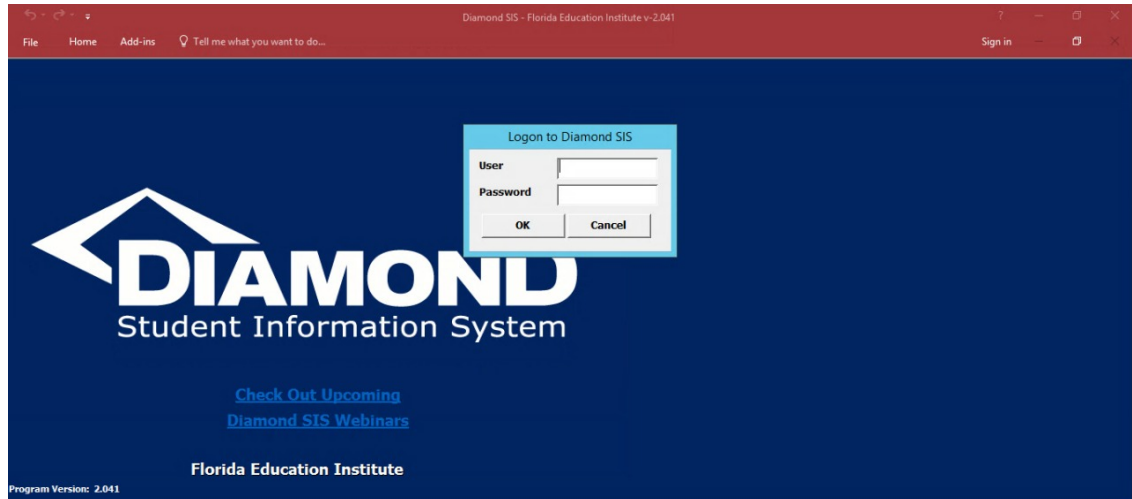 Diamond SIS - Florida Education Institute v-2.041
?
File Home Add-ins Tell me what you want to do... Sign in
Logon to Diamond SIS
User
Password
OK Cancel
DIAMOND
Student Information System
Check Out Upcoming
Diamond SIS Webinars
Florida Education Institute
Program Version: 2.041